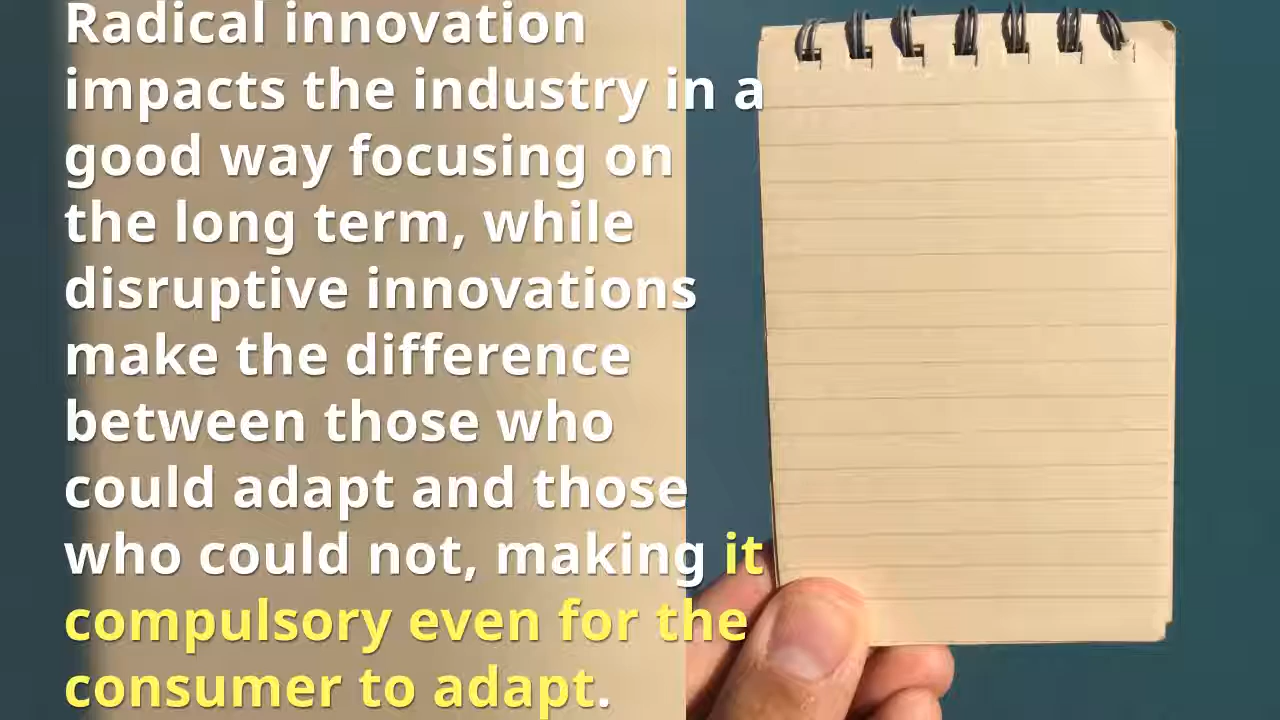 Radical innovation
impacts the industry in a
good way focusing on
the long term, while
disruptive innovations
make the difference
between those who
could adapt and those
who could not, making it
compulsory even for the
consumer to adapt.